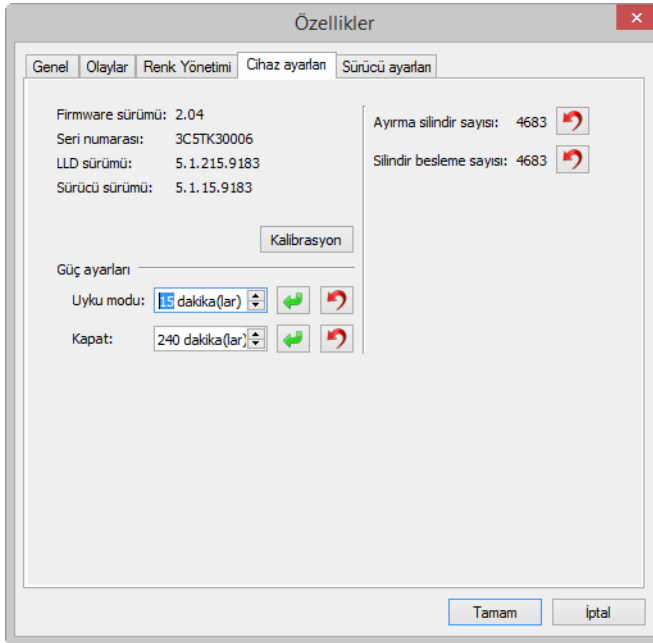 Özellikler
Genel Olaylar Renk Yönetimi Cihaz ayarları Sürücü ayarları
Firmware sürümü: 2.04
Seri numarası: 3C5TK30006
LLD sürümü: 5.1.215.9183
Sürücü sürümü: 5.1.15.9183
Kalibrasyon
Güç ayarları
Uyku modu: 15 dakika(lar)
Kapat: 240 dakika(lar)
Ayırma silindir sayısı: 4683
Silindir besleme sayısı: 4683
Tamam İptal